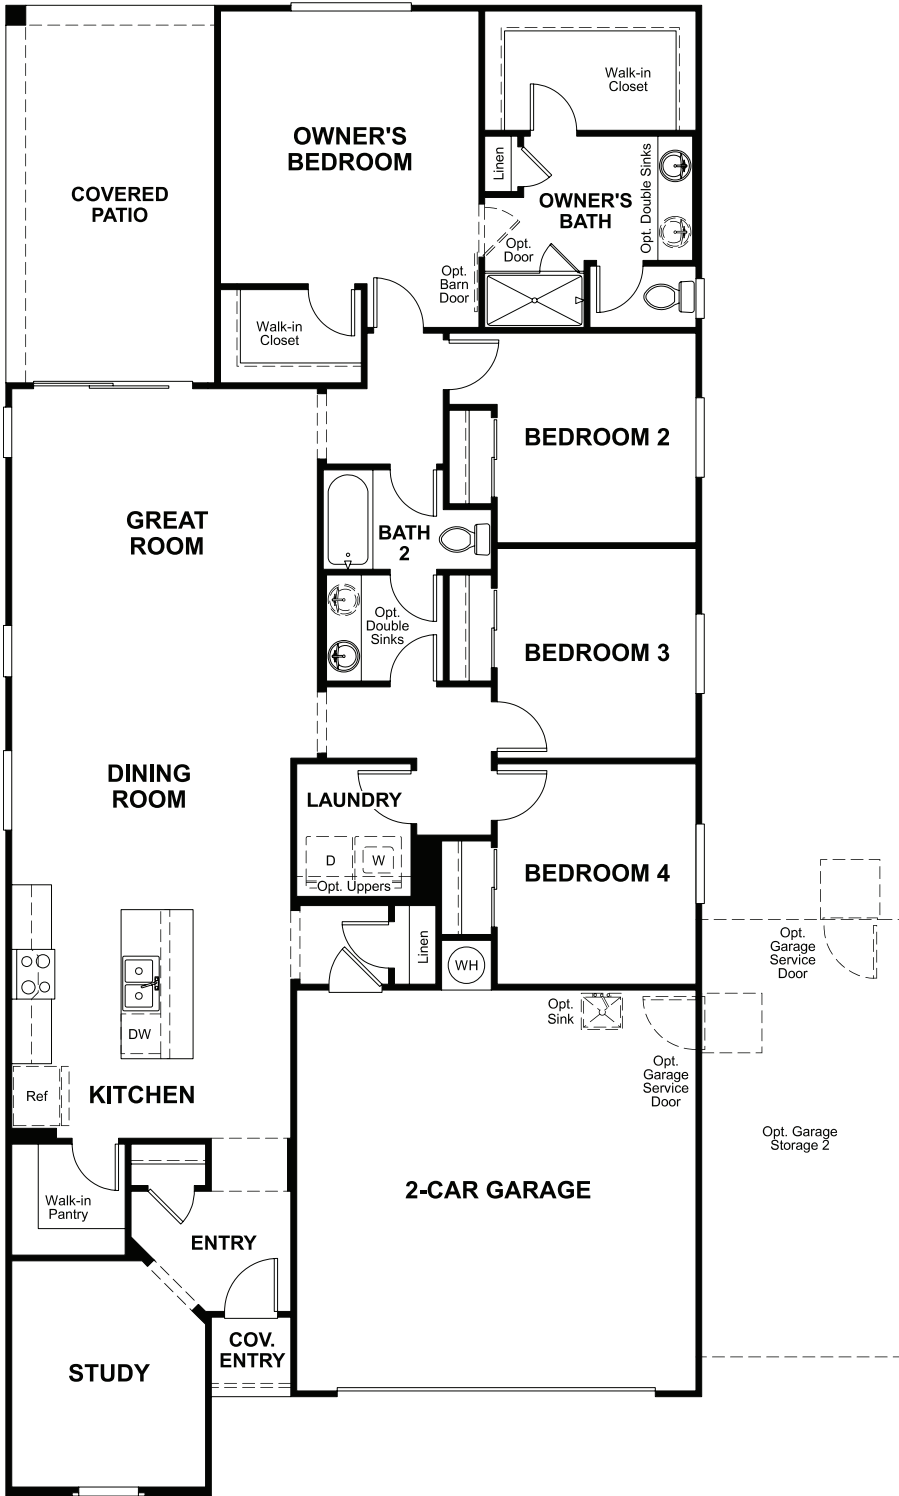 Walk-in
Closet
OWNER'S
BEDROOM
Linen
Opt. Double Sinks
COVERED
PATIO
OWNER'S
BATH
Opt.
Door
Opt.
Barn
Door
Walk-in
Closet
BEDROOM 2
GREAT
ROOM
BATH
2
Opt.
Double
Sinks
BEDROOM 3
DINING
ROOM
LAUNDRY
D
W
Opt. Uppers
BEDROOM 4
Linen
WH
Opt.
Garage
Service
Door
Opt.
Sink
DW
Opt.
Garage
Service
Door
Ref
KITCHEN
Opt. Garage
Storage 2
2-CAR GARAGE
Walk-in
Pantry
ENTRY
COV.
ENTRY
STUDY